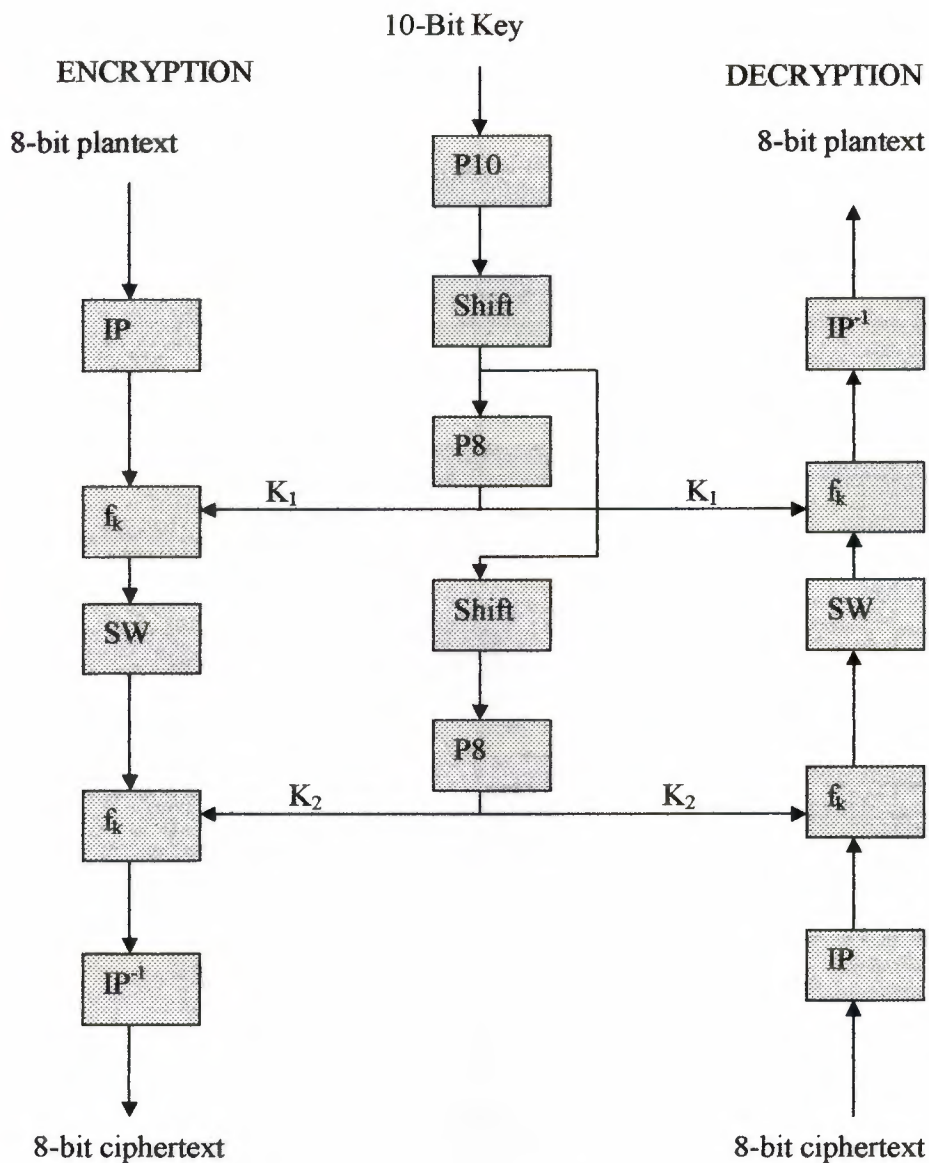 10-Bit Key
ENCRYPTION
DECRYPTION
8-bit plantext
8-bit plantext
P10
Shift
IP
IP⁻¹
P8
K₁
K₁
fₖ
fₖ
Shift
SW
SW
P8
K₂
K₂
fₖ
fₖ
IP⁻¹
IP
8-bit ciphertext
8-bit ciphertext